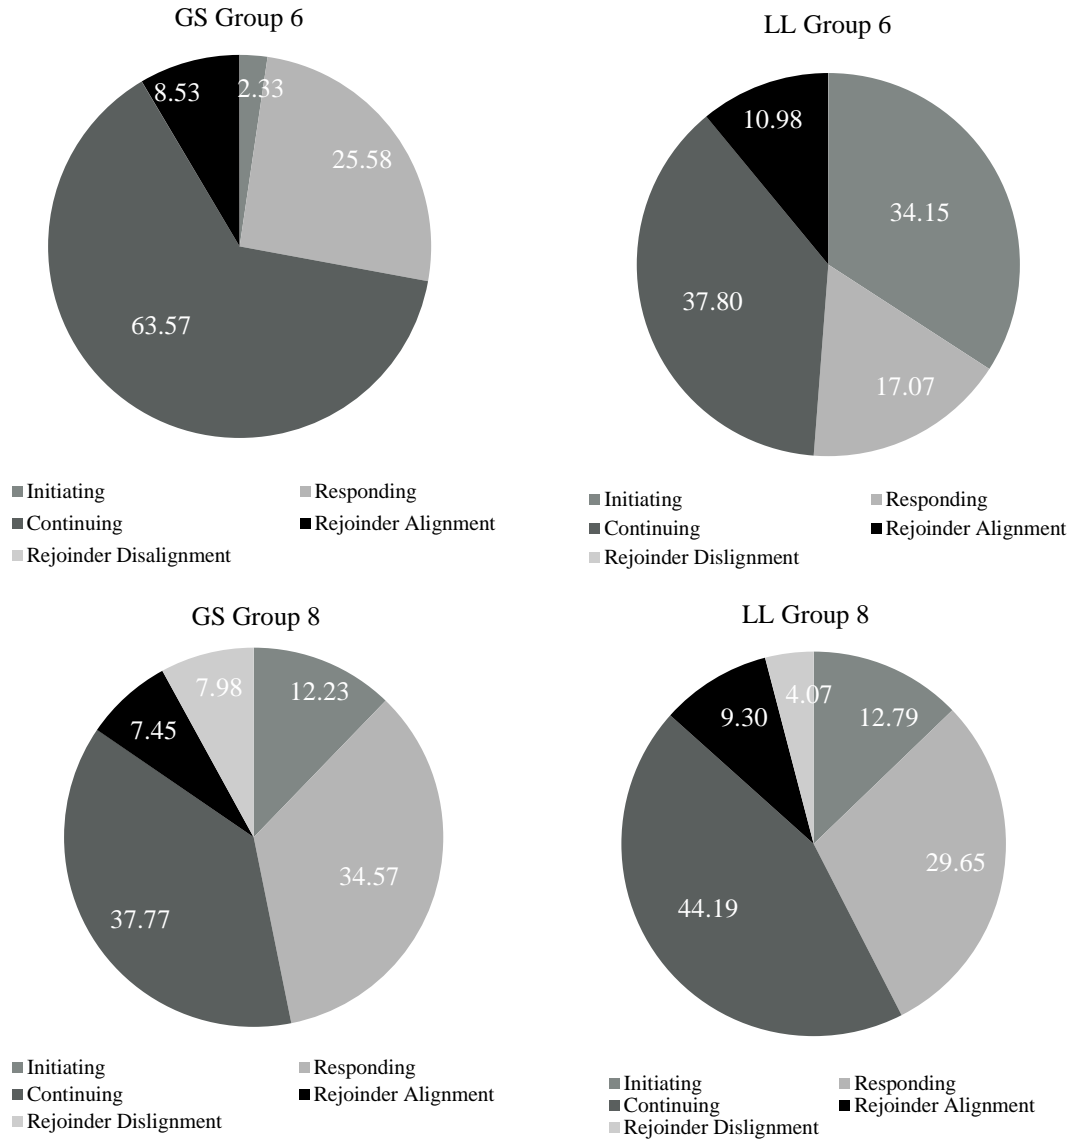 GS Group 6
8.53
2.33
25.58
63.57
Initiating
Responding
Continuing
Rejoinder Alignment
Rejoinder Disalignment
LL Group 6
10.98
34.15
37.80
17.07
Initiating
Responding
Continuing
Rejoinder Alignment
Rejoinder Dislignment
GS Group 8
7.98
12.23
7.45
34.57
37.77
Initiating
Responding
Continuing
Rejoinder Alignment
Rejoinder Dislignment
LL Group 8
4.07
9.30
12.79
29.65
44.19
Initiating
Responding
Continuing
Rejoinder Alignment
Rejoinder Dislignment